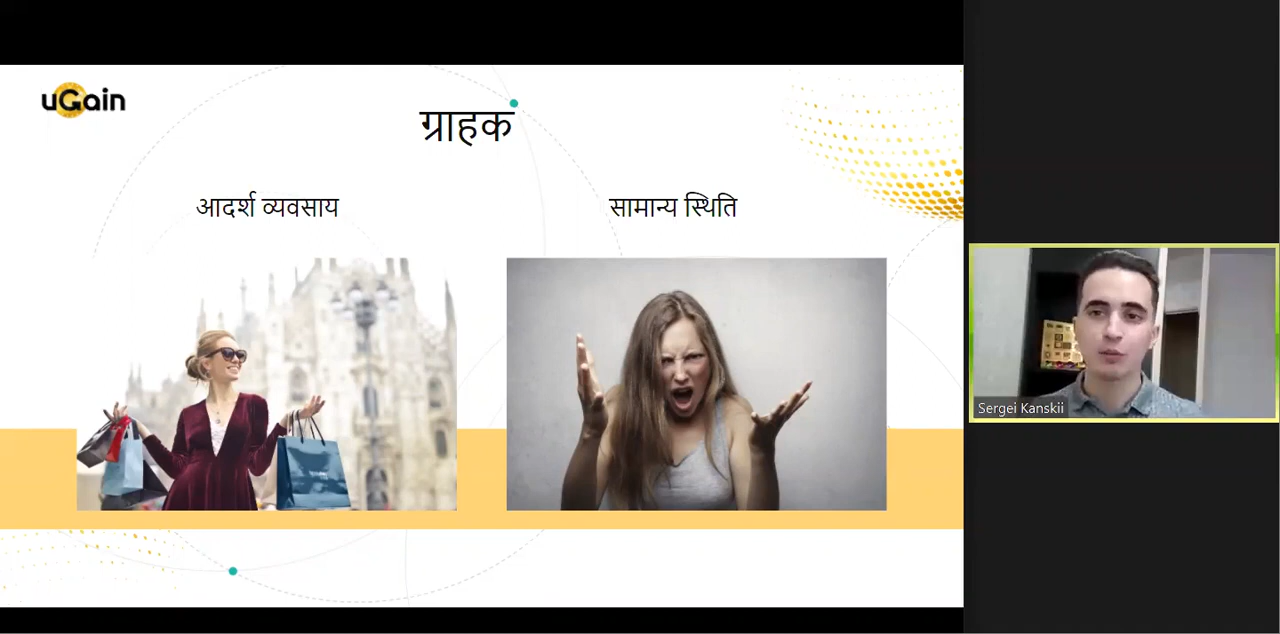 uGain
ग्राहक
आदर्श व्यवसाय
सामान्य स्थिति
Sergei Kanskii